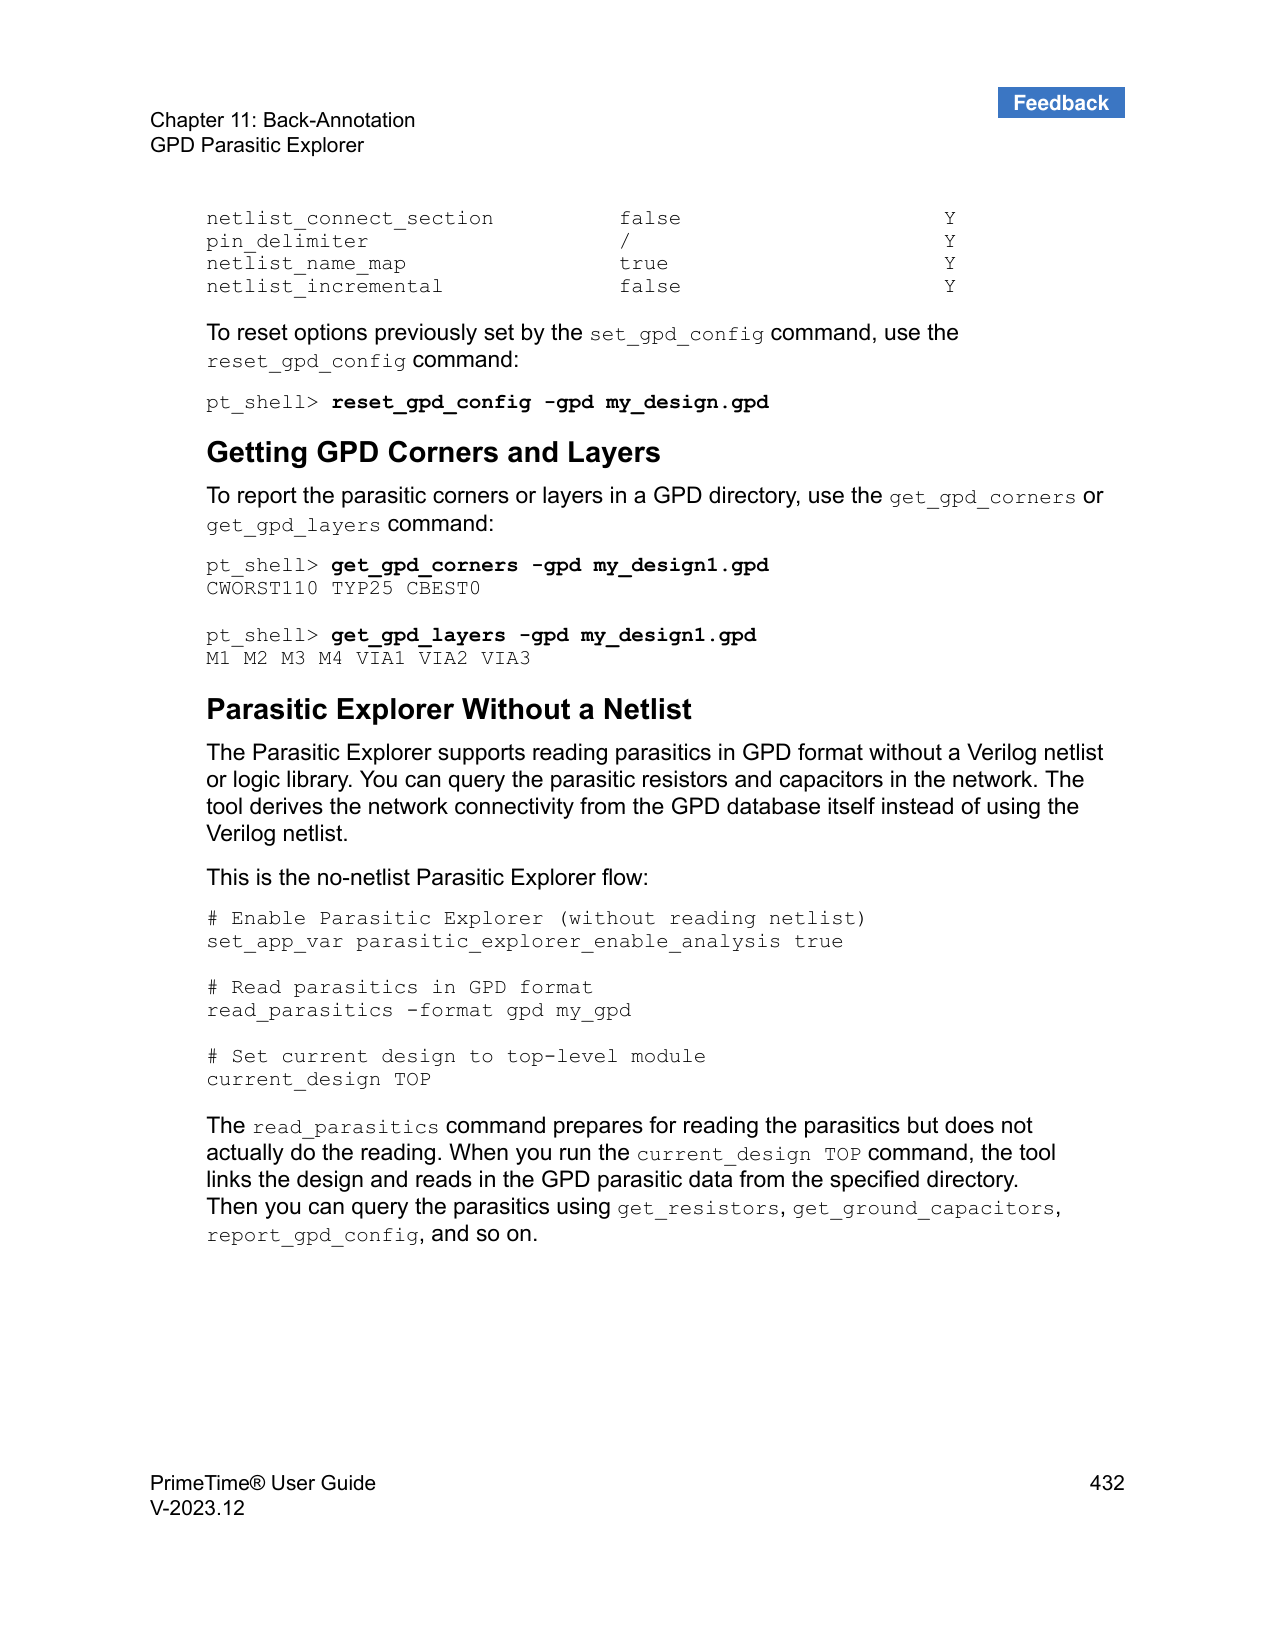 Feedback
Chapter 11: Back-Annotation
GPD Parasitic Explorer
netlist_connect_section false Y
pin_delimiter / Y
netlist_name_map true Y
netlist_incremental false Y
To reset options previously set by the set_gpd_config command, use the
reset_gpd_config command:
pt_shell> reset_gpd_config -gpd my_design.gpd
Getting GPD Corners and Layers
To report the parasitic corners or layers in a GPD directory, use the get_gpd_corners or
get_gpd_layers command:
pt_shell> get_gpd_corners -gpd my_design1.gpd
CWORST110 TYP25 CBEST0
pt_shell> get_gpd_layers -gpd my_design1.gpd
M1 M2 M3 M4 VIA1 VIA2 VIA3
Parasitic Explorer Without a Netlist
The Parasitic Explorer supports reading parasitics in GPD format without a Verilog netlist
or logic library. You can query the parasitic resistors and capacitors in the network. The
tool derives the network connectivity from the GPD database itself instead of using the
Verilog netlist.
This is the no-netlist Parasitic Explorer flow:
# Enable Parasitic Explorer (without reading netlist)
set_app_var parasitic_explorer_enable_analysis true
# Read parasitics in GPD format
read_parasitics -format gpd my_gpd
# Set current design to top-level module
current_design TOP
The read_parasitics command prepares for reading the parasitics but does not
actually do the reading. When you run the current_design TOP command, the tool
links the design and reads in the GPD parasitic data from the specified directory.
Then you can query the parasitics using get_resistors, get_ground_capacitors,
report_gpd_config, and so on.
PrimeTime® User Guide 432
V-2023.12